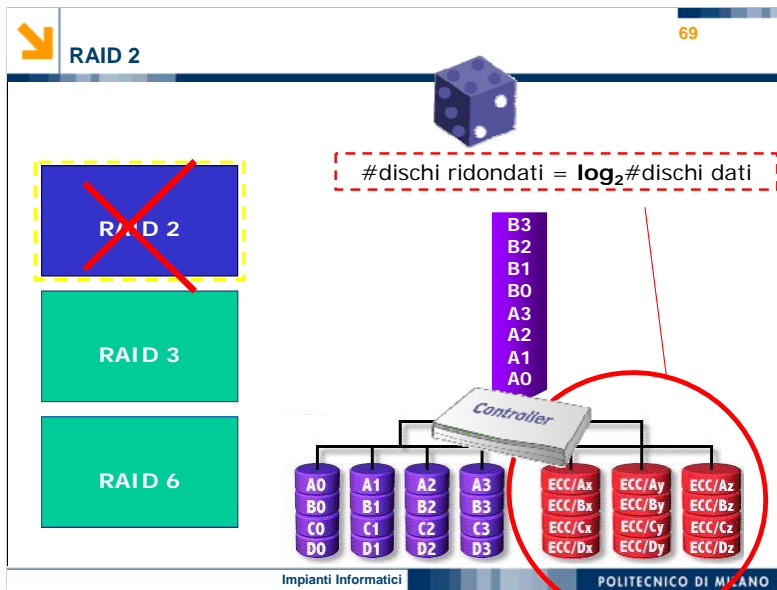 69
RAID 2
#dischi ridondati = log2#dischi dati
RAID 2
RAID 3
RAID 6
B3
B2
B1
B0
A3
A2
A1
A0
Controller
A0 A1 A2 A3 ECC/Ax ECC/Ay ECC/Az
B0 B1 B2 B3 ECC/Bx ECC/By ECC/Bz
C0 C1 C2 C3 ECC/Cx ECC/Cy ECC/Cz
D0 D1 D2 D3 ECC/Dx ECC/Dy ECC/Dz
Impianti Informatici
POLITECNICO DI MILANO